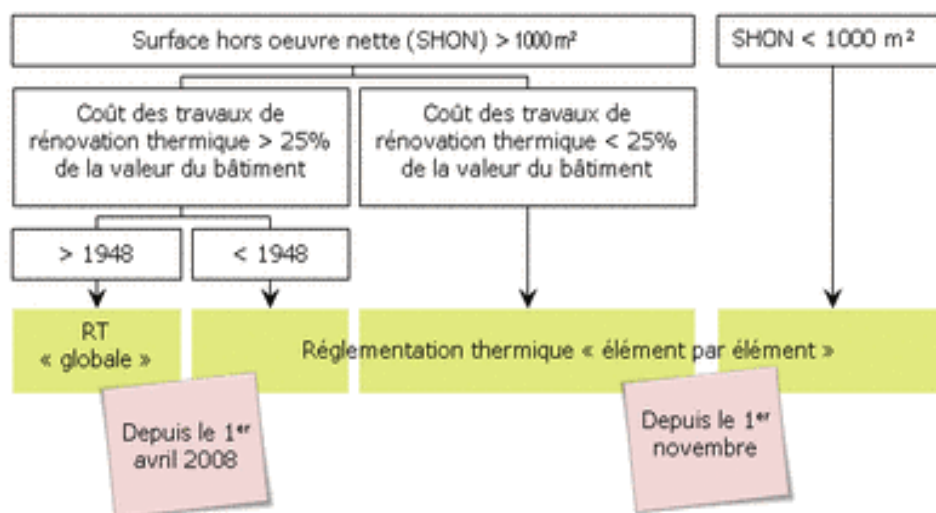 Surface hors oeuvre nette (SHON) > 1000 m²
SHON < 1000 m²
Coût des travaux de
rénovation thermique > 25%
de la valeur du bâtiment
Coût des travaux de
rénovation thermique < 25%
de la valeur du bâtiment
> 1948
< 1948
RT
« globale »
Réglementation thermique « élément par élément »
Depuis le 1er
avril 2008
Depuis le 1er
novembre